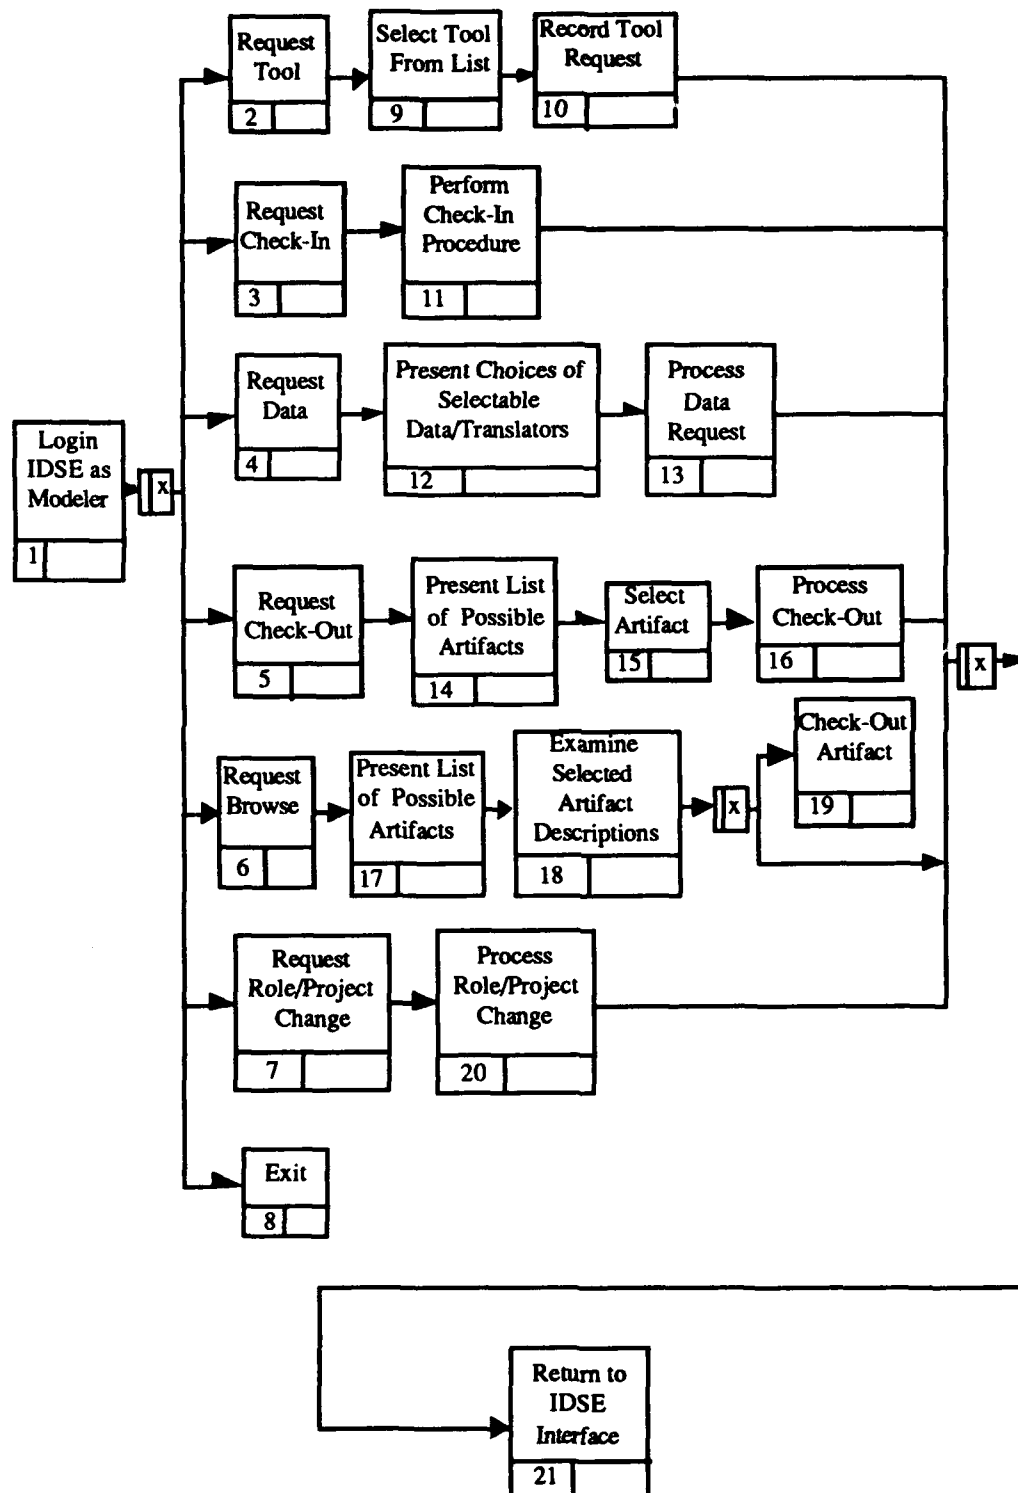 Request
Tool
2
Select Tool
From List
9
Record Tool
Request
10
Request
Check-In
3
Perform
Check-In
Procedure
11
Request
Data
4
Present Choices of
Selectable
Data/Translators
12
Process
Data
Request
13
Login
IDSE as
Modeler
1
x
Request
Check-Out
5
Present List
of Possible
Artifacts
14
Select
Artifact
15
Process
Check-Out
16
x
Request
Browse
6
Present List
of Possible
Artifacts
17
Examine
Selected
Artifact
Descriptions
18
x
Check-Out
Artifact
19
Request
Role/Project
Change
7
Process
Role/Project
Change
20
Exit
8
Return to
IDSE
Interface
21